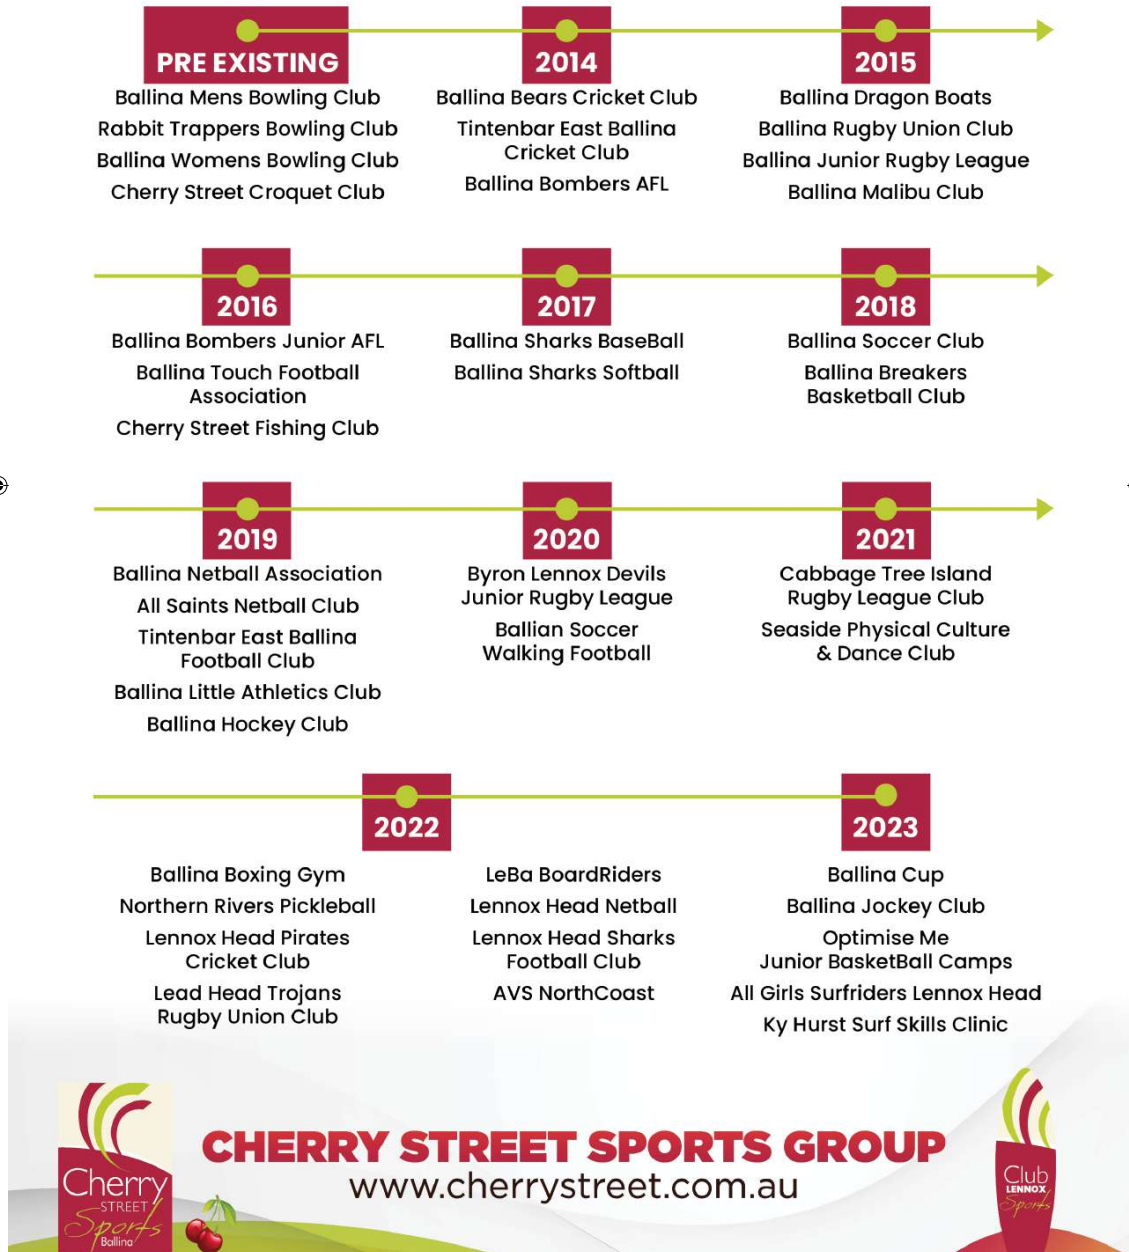 PRE EXISTING
Ballina Mens Bowling Club
Rabbit Trappers Bowling Club
Ballina Womens Bowling Club
Cherry Street Croquet Club
2014
Ballina Bears Cricket Club
Tintenbar East Ballina
Cricket Club
Ballina Bombers AFL
2015
Ballina Dragon Boats
Ballina Rugby Union Club
Ballina Junior Rugby League
Ballina Malibu Club
2016
Ballina Bombers Junior AFL
Ballina Touch Football
Association
Cherry Street Fishing Club
2017
Ballina Sharks BaseBall
Ballina Sharks Softball
2018
Ballina Soccer Club
Ballina Breakers
Basketball Club
2019
Ballina Netball Association
All Saints Netball Club
Tintenbar East Ballina
Football Club
Ballina Little Athletics Club
Ballina Hockey Club
2020
Byron Lennox Devils
Junior Rugby League
Ballian Soccer
Walking Football
2021
Cabbage Tree Island
Rugby League Club
Seaside Physical Culture
& Dance Club
2022
Ballina Boxing Gym
Northern Rivers Pickleball
Lennox Head Pirates
Cricket Club
Lead Head Trojans
Rugby Union Club
LeBa BoardRiders
Lennox Head Netball
Lennox Head Sharks
Football Club
AVS NorthCoast
2023
Ballina Cup
Ballina Jockey Club
Optimise Me
Junior BasketBall Camps
All Girls Surfriders Lennox Head
Ky Hurst Surf Skills Clinic
Cherry
STREET
Sports
Ballina
CHERRY STREET SPORTS GROUP
www.cherrystreet.com.au
Club
LENNOX
Sports